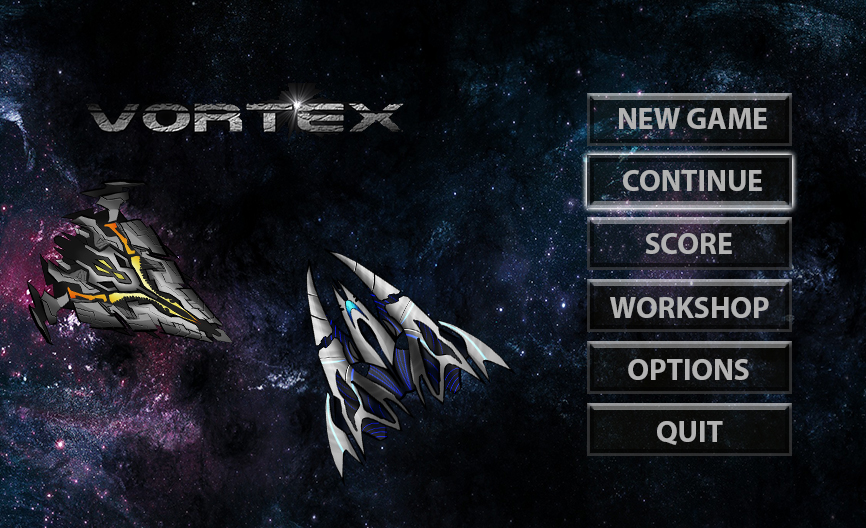 VORTEX
NEW GAME
CONTINUE
SCORE
WORKSHOP
OPTIONS
QUIT